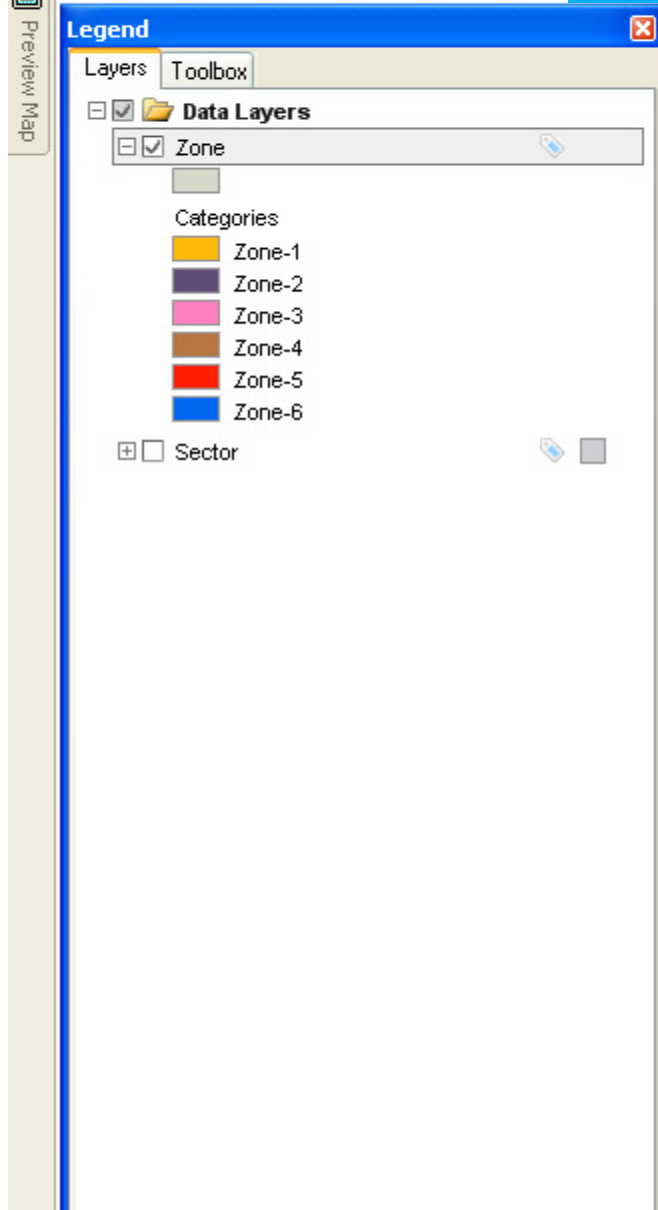 Preview Map
Legend
Layers Toolbox
Data Layers
Zone
Categories
Zone-1
Zone-2
Zone-3
Zone-4
Zone-5
Zone-6
Sector